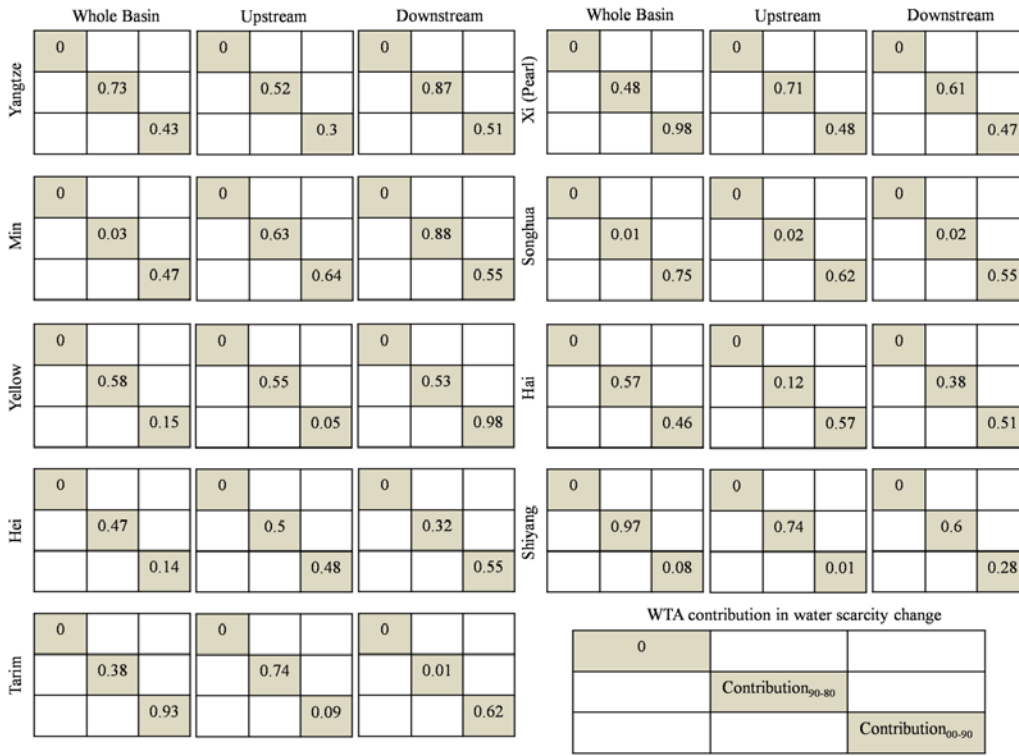 Whole Basin Upstream Downstream Whole Basin Upstream Downstream
Yangtze 0 0 0 Xi (Pearl) 0 0 0
0.73 0.52 0.87 0.48 0.71 0.61
0.43 0.3 0.51 0.98 0.48 0.47
Min 0 0 0 Songhua 0 0 0
0.03 0.63 0.88 0.01 0.02 0.02
0.47 0.64 0.55 0.75 0.62 0.55
Yellow 0 0 0 Hai 0 0 0
0.58 0.55 0.53 0.57 0.12 0.38
0.15 0.05 0.98 0.46 0.57 0.51
Hei 0 0 0 Shiyang 0 0 0
0.47 0.5 0.32 0.97 0.74 0.6
0.14 0.48 0.55 0.08 0.01 0.28
WTA contribution in water scarcity change
Tarim 0 0 0 0
0.38 0.74 0.01 Contribution90-80
0.93 0.09 0.62 Contribution00-90